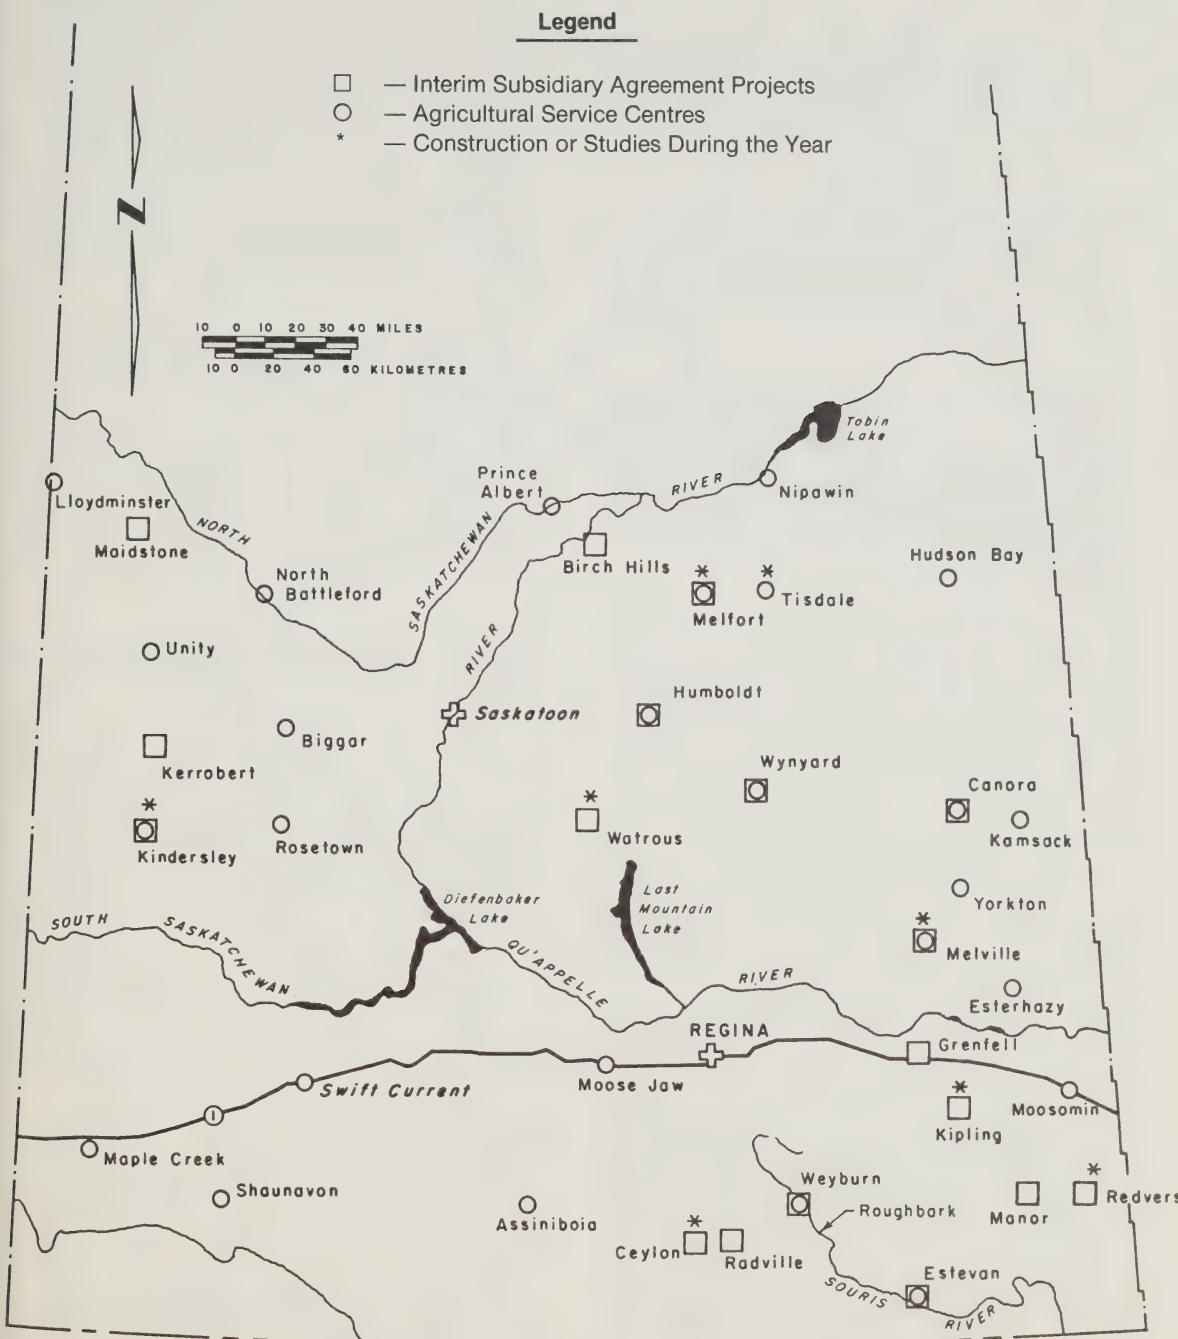 Legend
□ — Interim Subsidiary Agreement Projects
○ — Agricultural Service Centres
* — Construction or Studies During the Year
N
10 0 10 20 30 40 MILES
10 0 20 40 60 KILOMETRES
Tobin
Lake
Prince
Albert
RIVER
Nipawin
Lloydminster
NORTH
Maidstone
SASKATCHEWAN
Birch Hills
Hudson Bay
North
Battleford
*
*
Tisdale
Melfort
RIVER
Unity
Humboldt
Saskatoon
Biggar
Wynyard
Kerrobert
Canora
*
*
Kamsack
Watrous
Kindersley
Rosetown
Last
Mountain
Lake
Diefenbaker
Lake
Yorkton
SOUTH
SASKATCHEWAN
*
Melville
QU'APPELLE
RIVER
Esterhazy
REGINA
Grenfell
Moose Jaw
Swift Current
*
Moosomin
1
Kipling
Maple Creek
*
Weyburn
Shaunavon
Redvers
Roughbark
Manor
Assiniboia
*
Ceylon
Radville
Estevan
SOURIS
RIVER